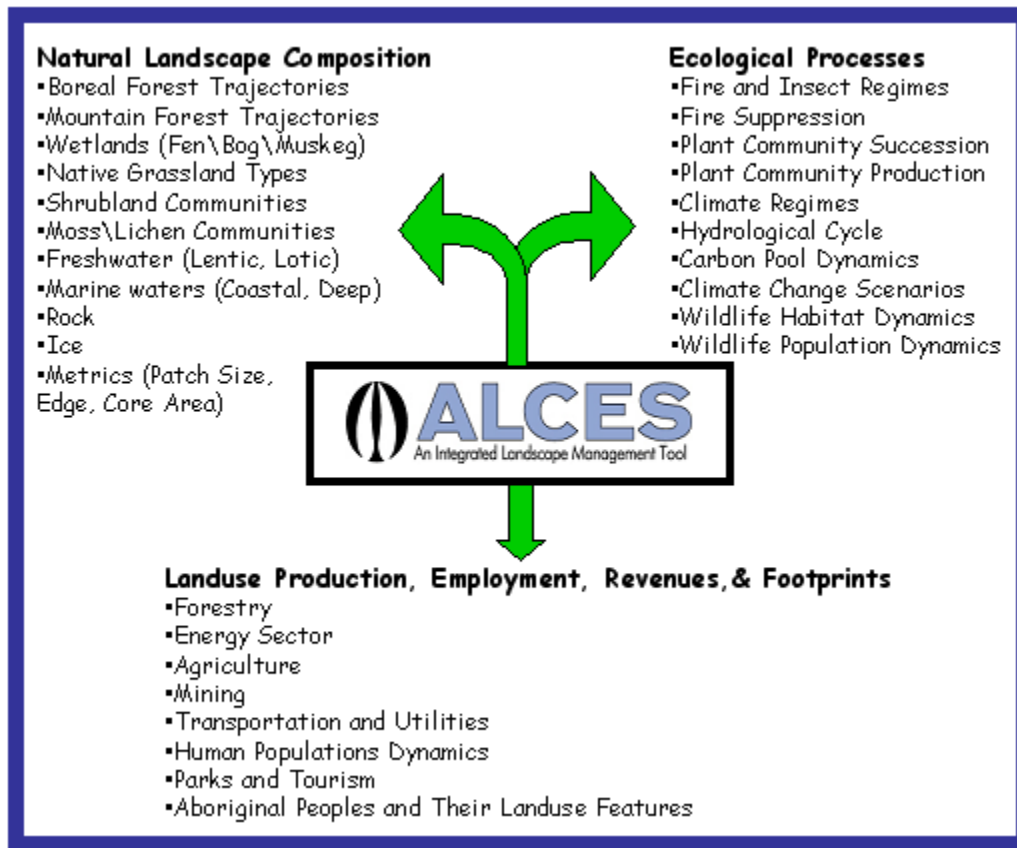 Natural Landscape Composition
▪Boreal Forest Trajectories
▪Mountain Forest Trajectories
▪Wetlands (Fen\Bog\Muskeg)
▪Native Grassland Types
▪Shrubland Communities
▪Moss\Lichen Communities
▪Freshwater (Lentic, Lotic)
▪Marine waters (Coastal, Deep)
▪Rock
▪Ice
▪Metrics (Patch Size,
Edge, Core Area)
Ecological Processes
▪Fire and Insect Regimes
▪Fire Suppression
▪Plant Community Succession
▪Plant Community Production
▪Climate Regimes
▪Hydrological Cycle
▪Carbon Pool Dynamics
▪Climate Change Scenarios
▪Wildlife Habitat Dynamics
▪Wildlife Population Dynamics
ALCES
An Integrated Landscape Management Tool
Landuse Production, Employment, Revenues,& Footprints
▪Forestry
▪Energy Sector
▪Agriculture
▪Mining
▪Transportation and Utilities
▪Human Populations Dynamics
▪Parks and Tourism
▪Aboriginal Peoples and Their Landuse Features